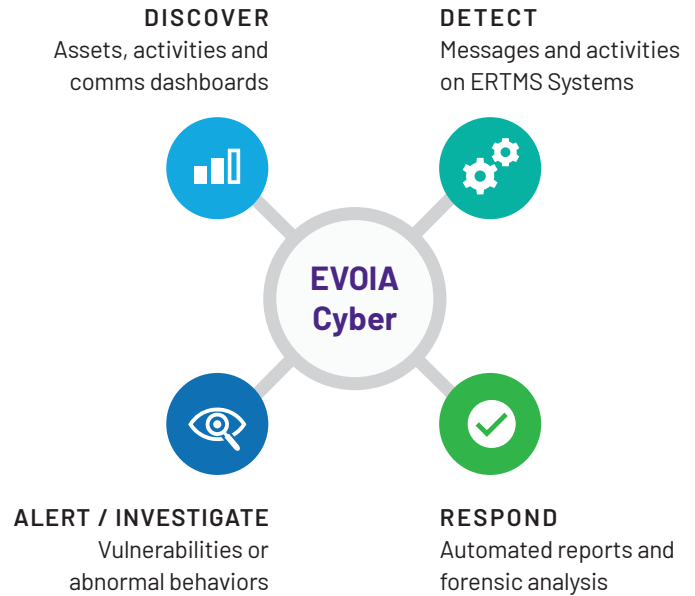 DISCOVER
Assets, activities and
comms dashboards
DETECT
Messages and activities
on ERTMS Systems
EVOIA
Cyber
ALERT / INVESTIGATE
Vulnerabilities or
abnormal behaviors
RESPOND
Automated reports and
forensic analysis